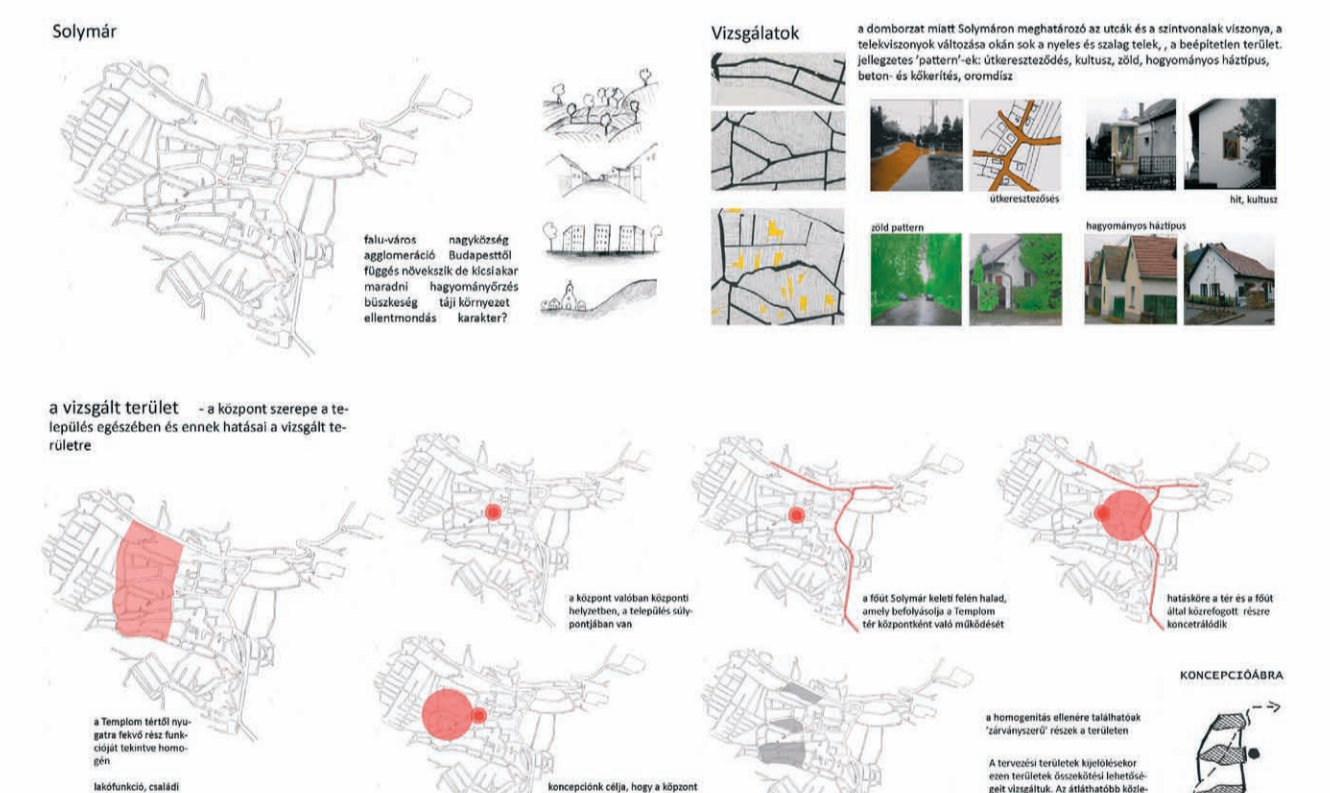 Solymár
falu-város nagyközség
agglomeráció Budapesttől
függés növekszik de kicsiakar
maradni hagyományőrzés
büszkeség táji környezet
ellentmondás karakter?
Vizsgálatok
a domborzat miatt Solymáron meghatározó az utcák és a szintvonalak viszonya, a
telekviszonyok változása okán sok a nyeles és szalag telek, , a beépítetlen terület.
jellegzetes 'pattern'-ek: útkereszteződés, kultusz, zöld, hogyományos háztípus,
beton- és kőkerítés, oromdísz
útkeresztezősés
hit, kultusz
zöld pattern
hagyományos háztípus
a vizsgált terület - a központ szerepe a te-
lepülés egészében és ennek hatásai a vizsgált te-
rületre
a központ valóban központi
helyzetben, a település súly-
pontjában van
a főút Solymár keleti felén halad,
amely befolyásolja a Templom
tér központként való működését
hatásköre a tér és a főút
által közrefogott részre
koncetrálódik
a Templom tértől nyu-
gatra fekvő rész funk-
cióját tekintve homo-
gén
lakófunkció, családi
koncepciónk célja, hogy a központ
a homogenitás ellenére találhatóak
'zárványszerű' részek a területen
A tervezési területek kijelölésekor
ezen területek összekötési lehetősé-
geit vizsgáltuk. Az átláthatóbb közle-
KONCEPCIÓÁBRA